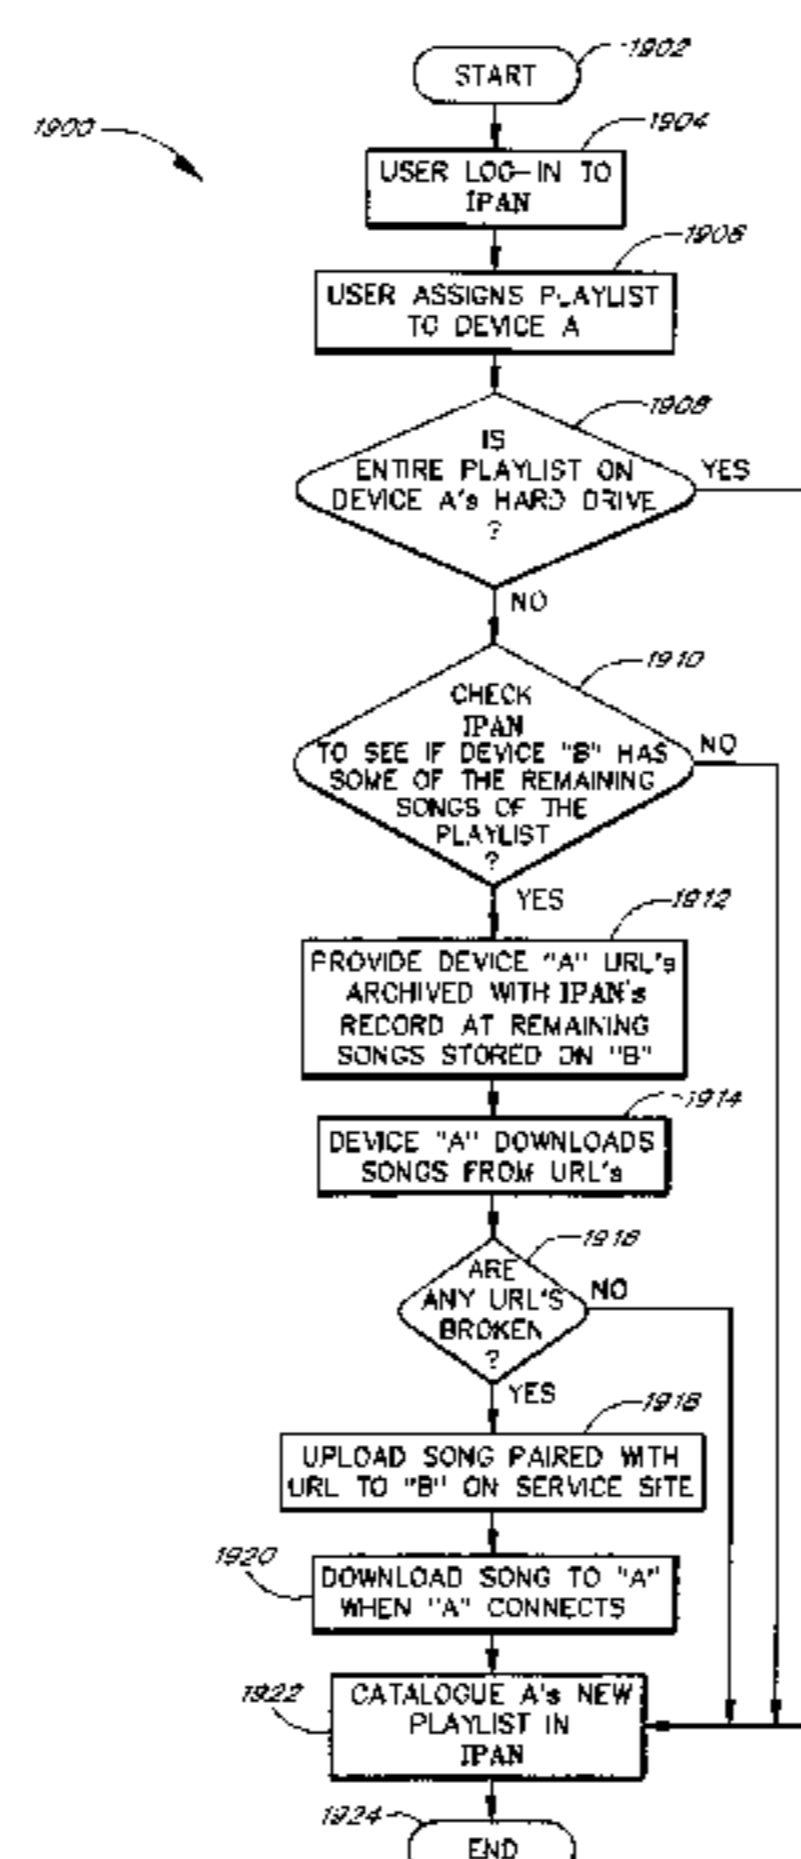 1902
START
1900
1904
USER LOG-IN TO
IPAN
1906
USER ASSIGNS PLAYLIST
TO DEVICE A
1908
IS
ENTIRE PLAYLIST ON
DEVICE A's HARD DRIVE
?
YES
NO
1910
CHECK
IPAN
TO SEE IF DEVICE "B" HAS
SOME OF THE REMAINING
SONGS OF THE
PLAYLIST
?
NO
YES
1912
PROVIDE DEVICE "A" URL's
ARCHIVED WITH IPAN's
RECORD AT REMAINING
SONGS STORED ON "B"
1914
DEVICE "A" DOWNLOADS
SONGS FROM URL's
1916
ARE
ANY URL'S
BROKEN
?
NO
YES
1918
UPLOAD SONG PAIRED WITH
URL TO "B" ON SERVICE SITE
1920
DOWNLOAD SONG TO "A"
WHEN "A" CONNECTS
1922
CATALOGUE A's NEW
PLAYLIST IN
IPAN
1924
END